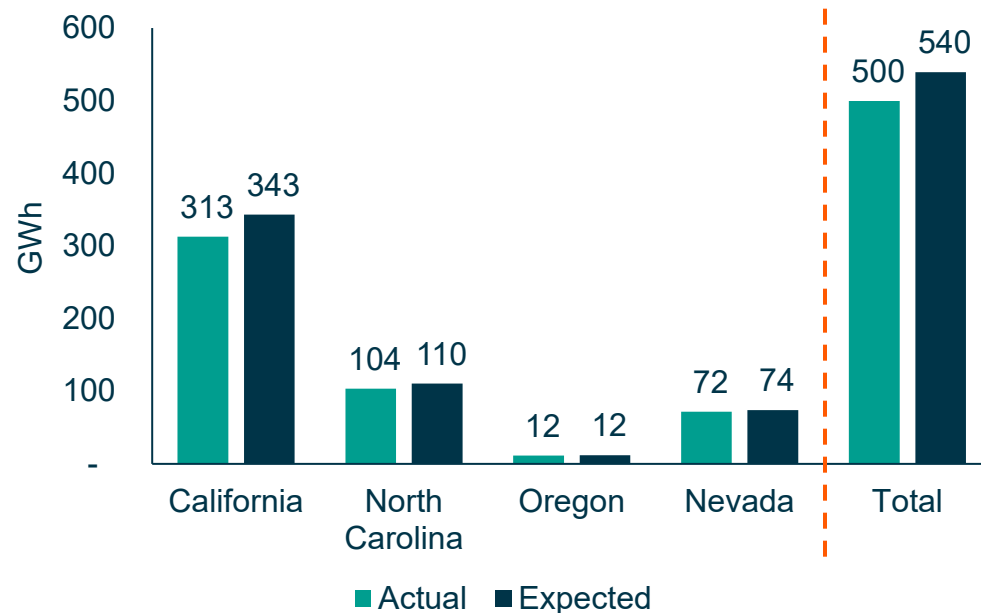 600
500
400
300
200
100
-
GWh
313 343
104 110
12 12
72 74
500 540
California
North
Carolina
Oregon
Nevada
Total
Actual Expected